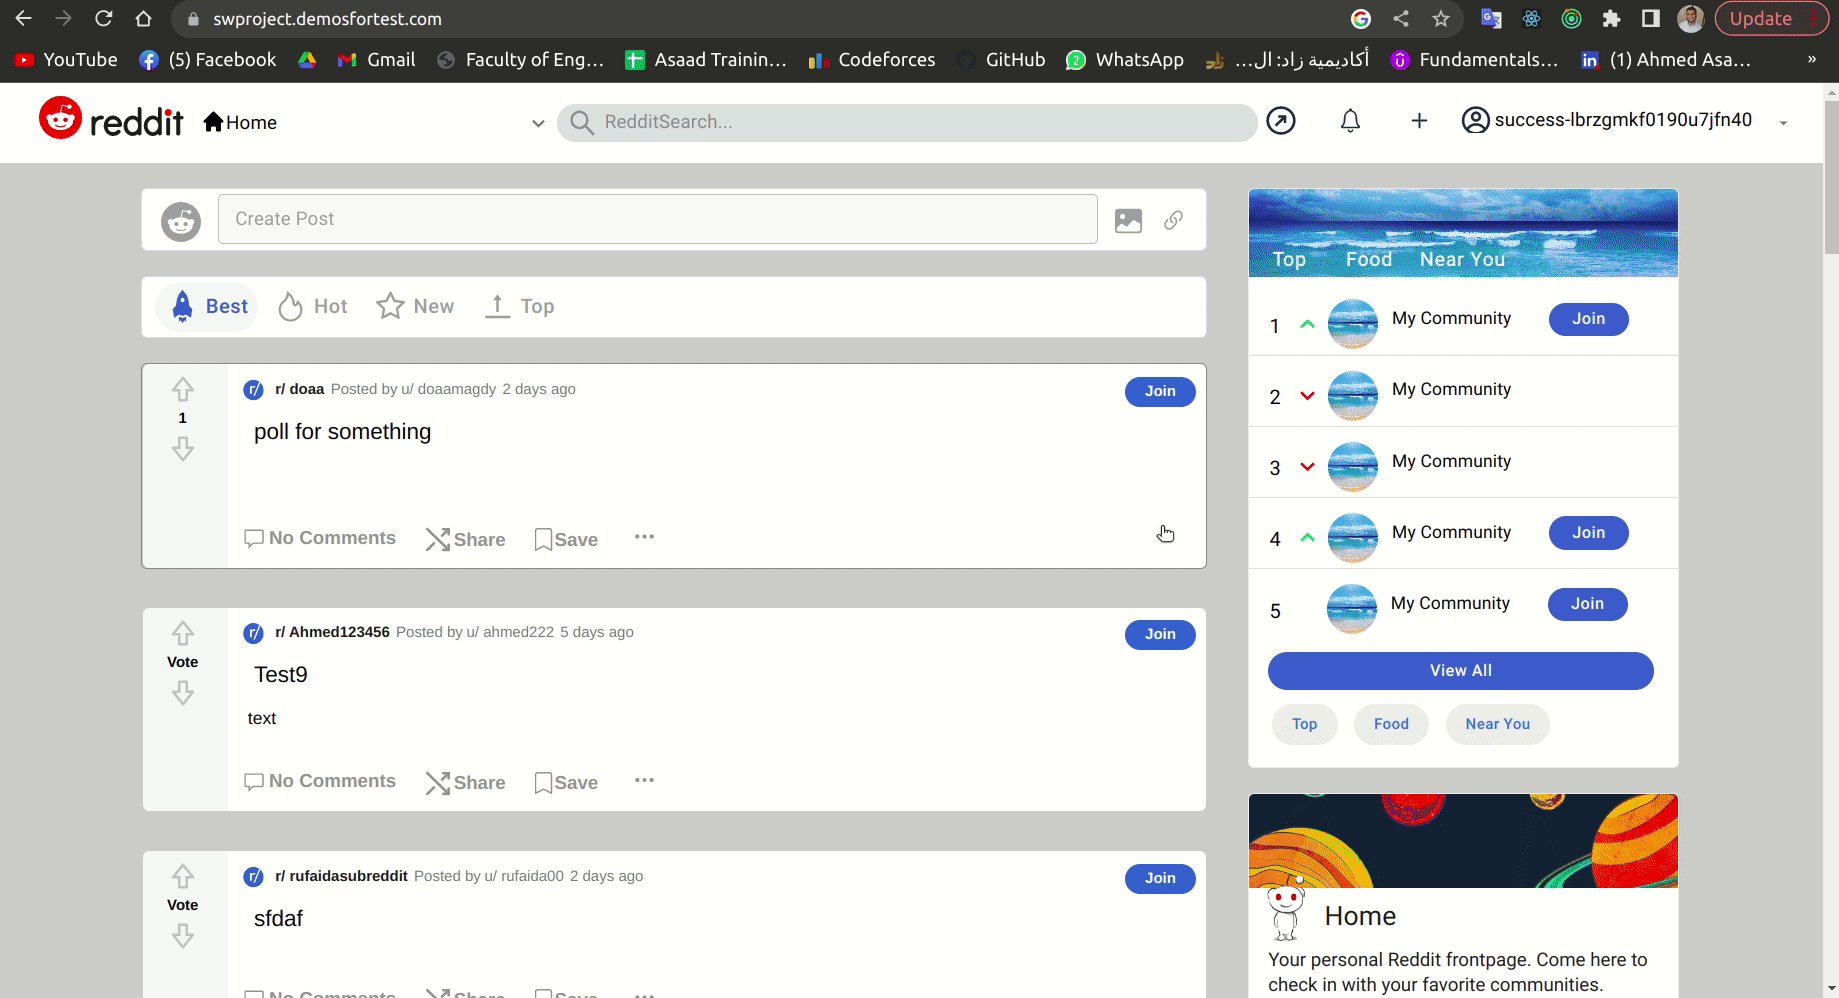 swproject.demosfortest.com
Update
YouTube
(5) Facebook
Gmail
Faculty of Eng...
Asaad Trainin...
Codeforces
GitHub
WhatsApp
أكاديمية زاد: ال...
Fundamentals...
(1) Ahmed Asa...
»
reddit
Home
RedditSearch...
success-lbrzgmkf0190u7jfn40
Create Post
Best
Hot
New
Top
1
r/ doaa Posted by u/ doaamagdy 2 days ago
Join
poll for something
No Comments
Share
Save
Vote
r/ Ahmed123456 Posted by u/ ahmed222 5 days ago
Join
Test9
text
No Comments
Share
Save
Vote
r/ rufaidasubreddit Posted by u/ rufaida00 2 days ago
Join
sfdaf
No Comments
Share
Save
Top
Food
Near You
1 My Community Join
2 My Community
3 My Community
4 My Community Join
5 My Community Join
View All
Top
Food
Near You
Home
Your personal Reddit frontpage. Come here to
check in with your favorite communities.